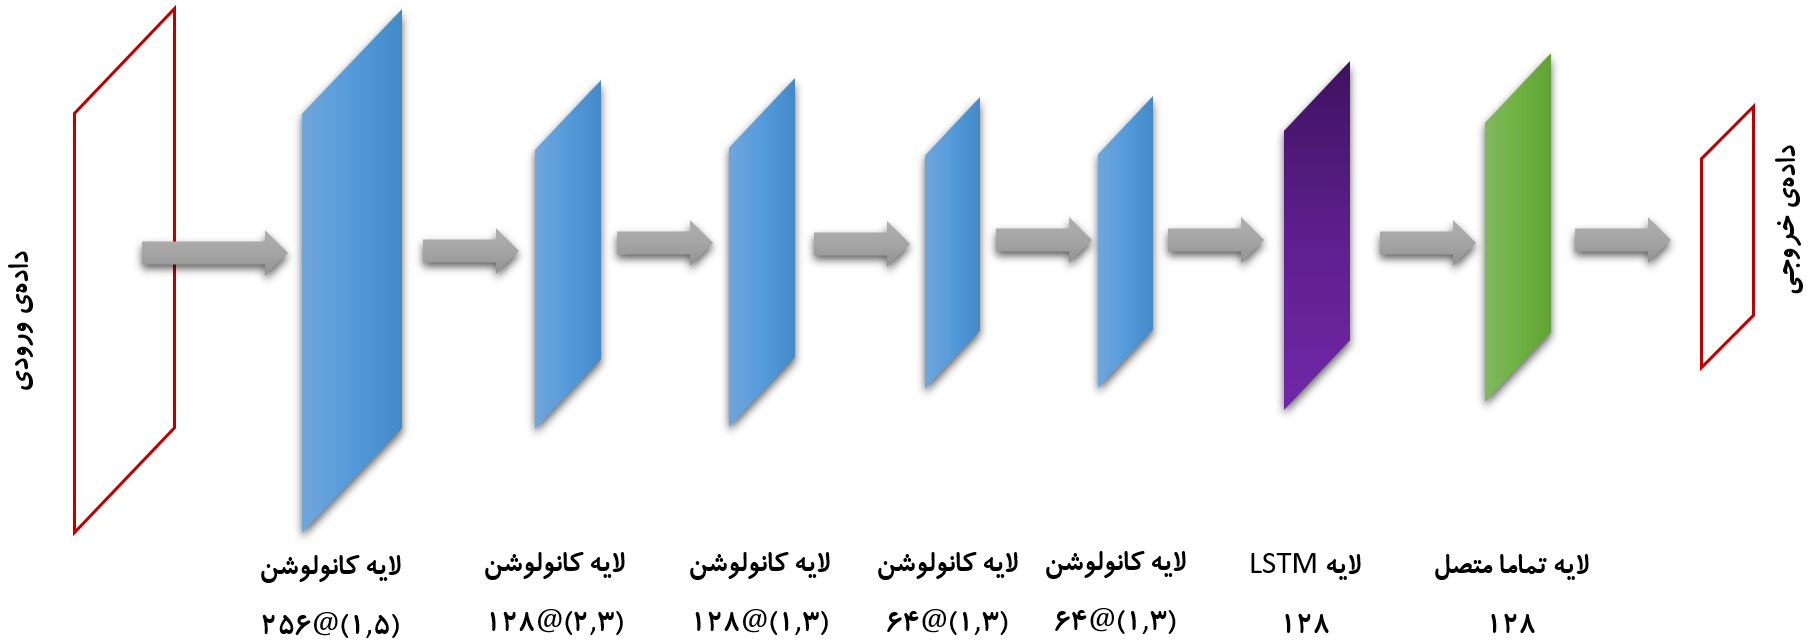 داده‌ی ورودی
لایه کانولوشن
۲۵۶@(۱,۵)
لایه کانولوشن
۱۲۸@(۲,۳)
لایه کانولوشن
۱۲۸@(۱,۳)
لایه کانولوشن
۶۴@(۱,۳)
لایه کانولوشن
۶۴@(۱,۳)
لایه LSTM
۱۲۸
لایه تماما متصل
۱۲۸
داده‌ی خروجی